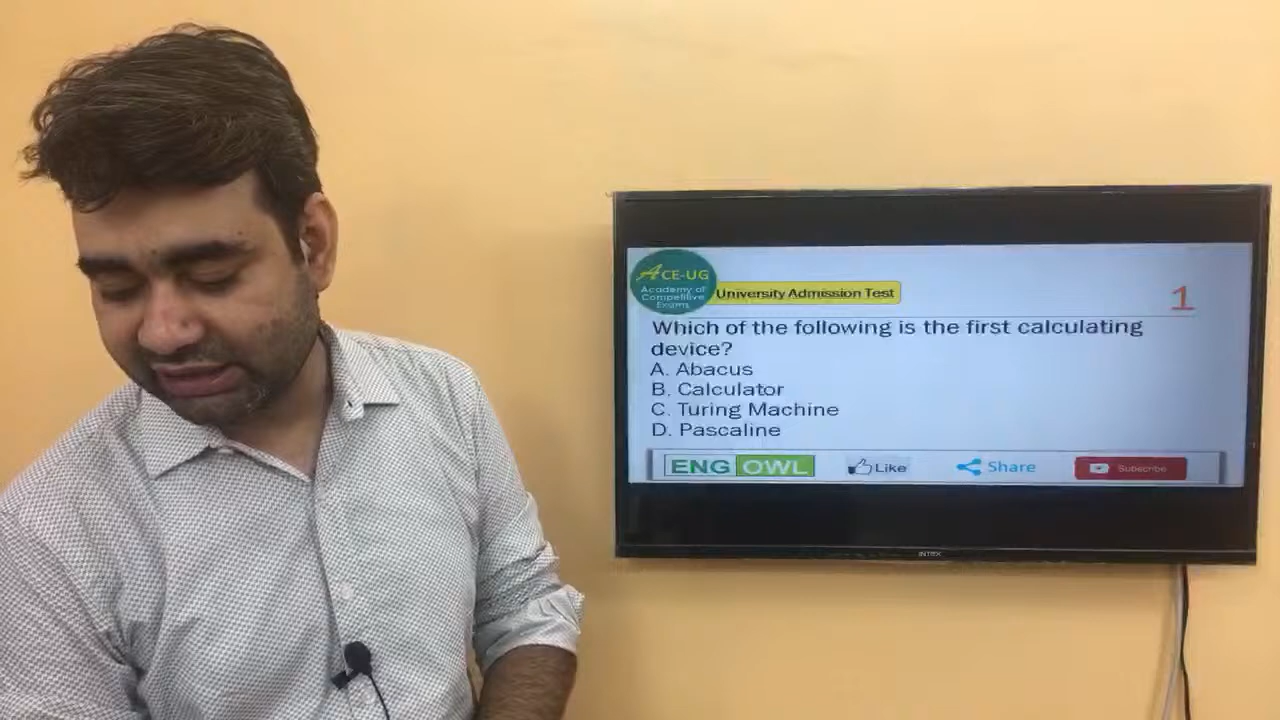 ACE-UG
Academy of
Competitive
Exams
University Admission Test
1
Which of the following is the first calculating
device?
A. Abacus
B. Calculator
C. Turing Machine
D. Pascaline
ENG OWL
Like
Share
Subscribe
INTEX